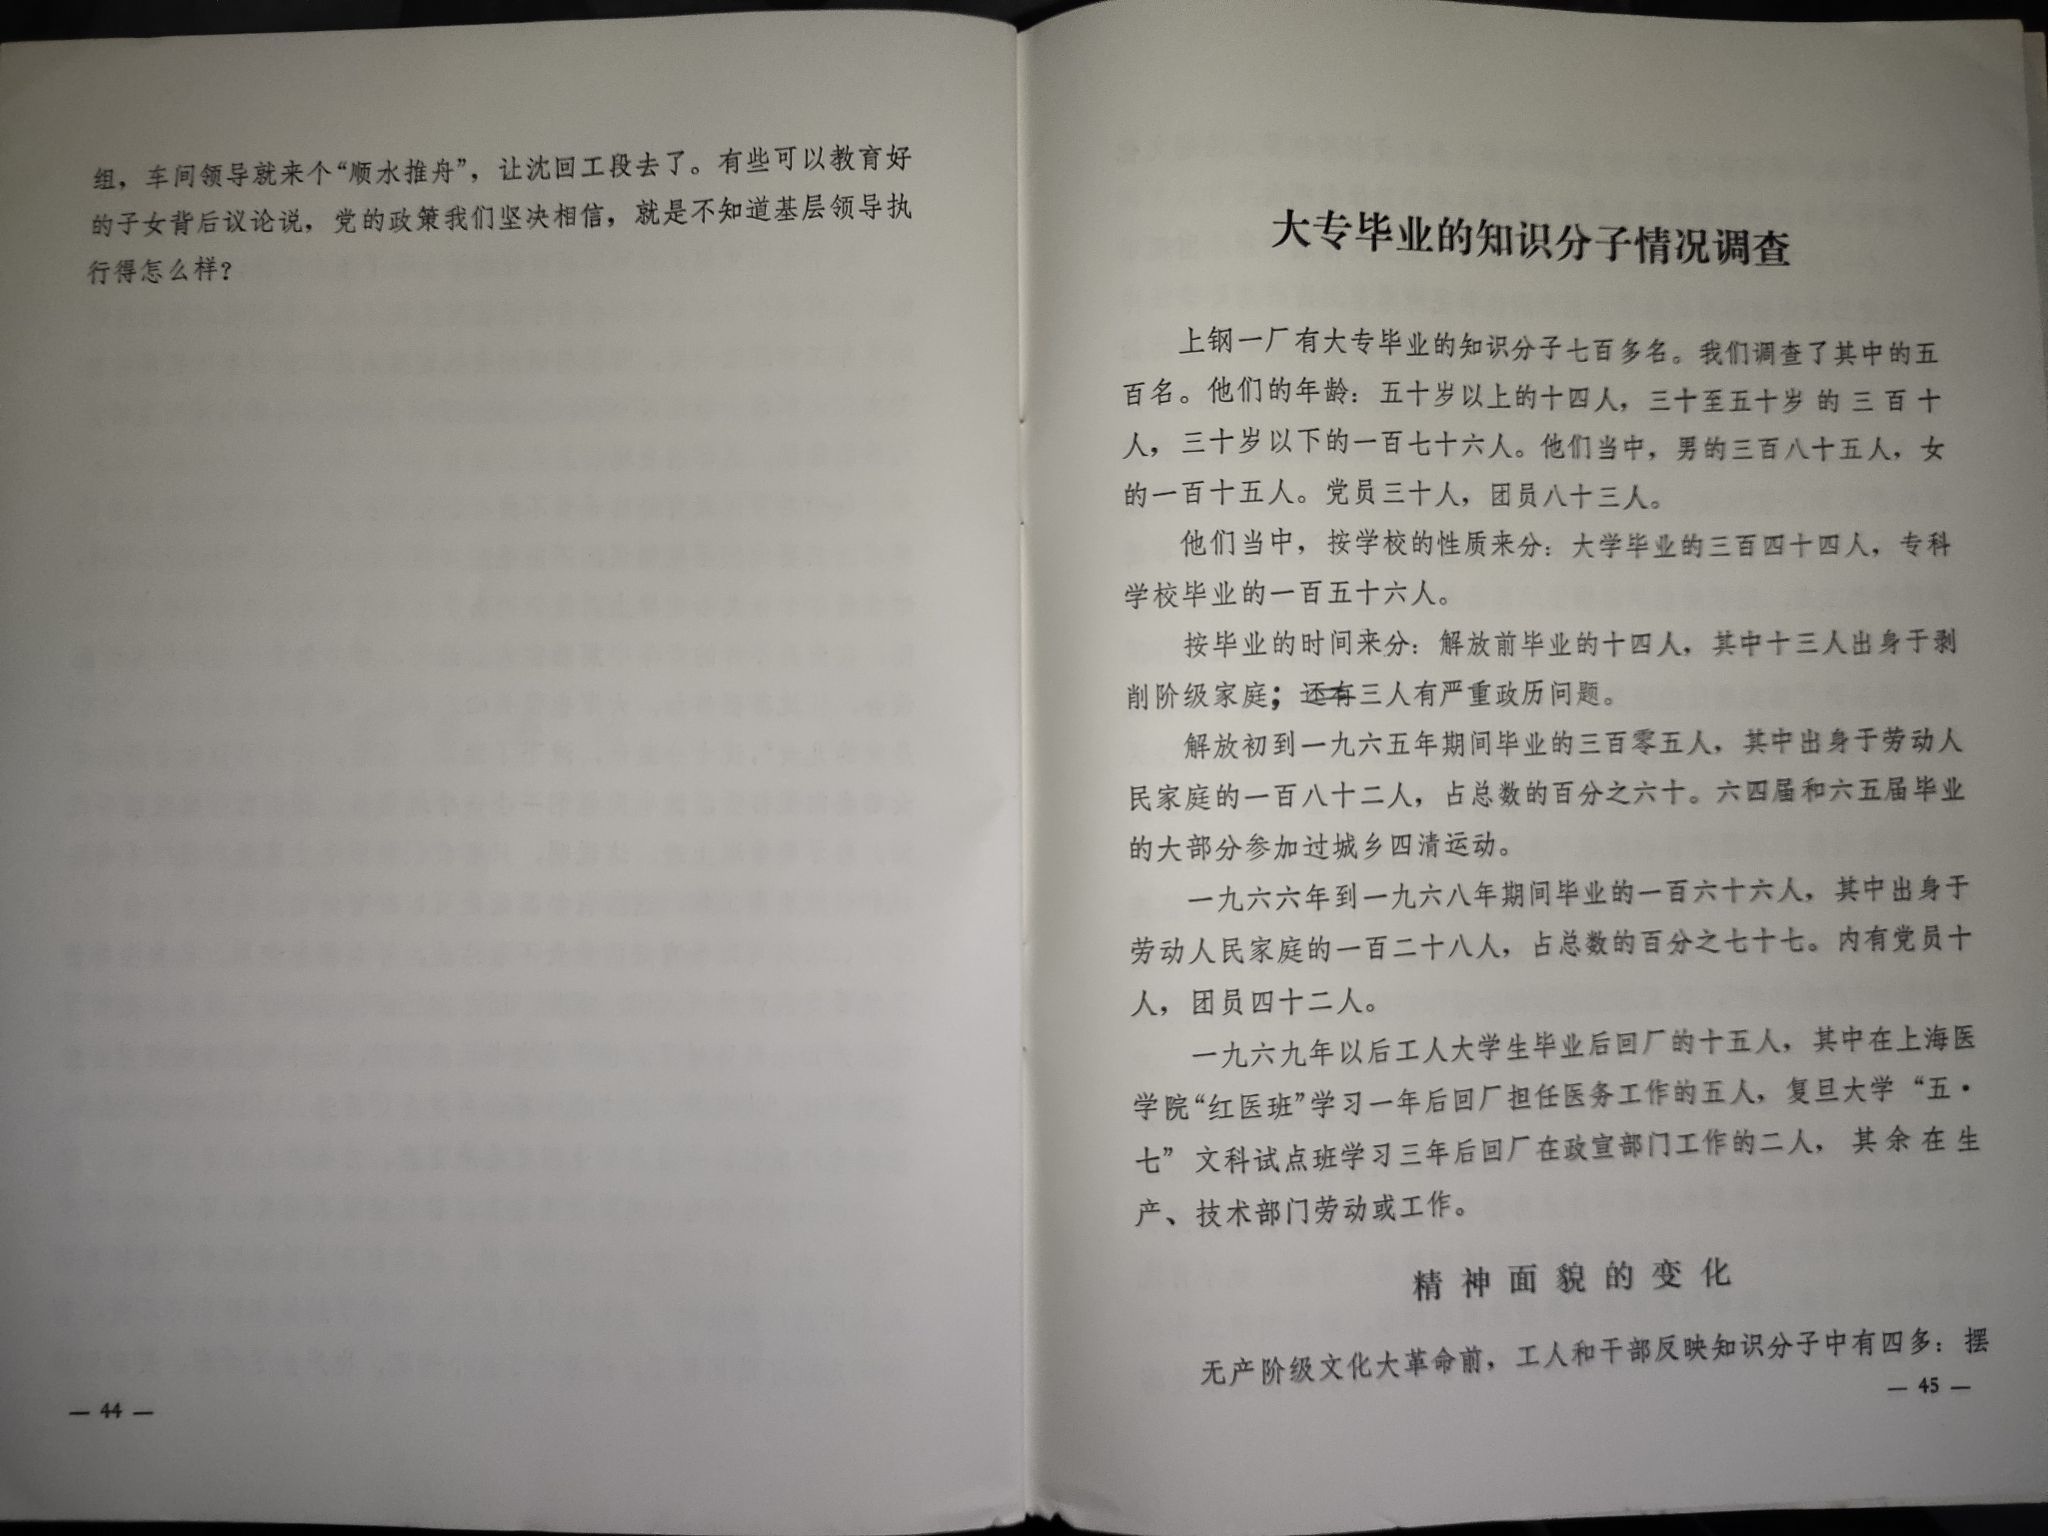 组，车间领导就来个“顺水推舟”，让沈回工段去了。有些可以教育好
的子女背后议论说，党的政策我们坚决相信，就是不知道基层领导执
行得怎么样？
— 44 —
大专毕业的知识分子情况调查
上钢一厂有大专毕业的知识分子七百多名。我们调查了其中的五
百名。他们的年龄：五十岁以上的十四人，三十至五十岁的三百十
人，三十岁以下的一百七十六人。他们当中，男的三百八十五人，女
的一百十五人。党员三十人，团员八十三人。
他们当中，按学校的性质来分：大学毕业的三百四十四人，专科
学校毕业的一百五十六人。
按毕业的时间来分：解放前毕业的十四人，其中十三人出身于剥
削阶级家庭；还有三人有严重政历问题。
解放初到一九六五年期间毕业的三百零五人，其中出身于劳动人
民家庭的一百八十二人，占总数的百分之六十。六四届和六五届毕业
的大部分参加过城乡四清运动。
一九六六年到一九六八年期间毕业的一百六十六人，其中出身于
劳动人民家庭的一百二十八人，占总数的百分之七十七。内有党员十
人，团员四十二人。
一九六九年以后工人大学生毕业后回厂的十五人，其中在上海医
学院“红医班”学习一年后回厂担任医务工作的五人，复旦大学“五·
七”文科试点班学习三年后回厂在政宣部门工作的二人，其余在生
产、技术部门劳动或工作。
精神面貌的变化
无产阶级文化大革命前，工人和干部反映知识分子中有四多：摆
— 45 —